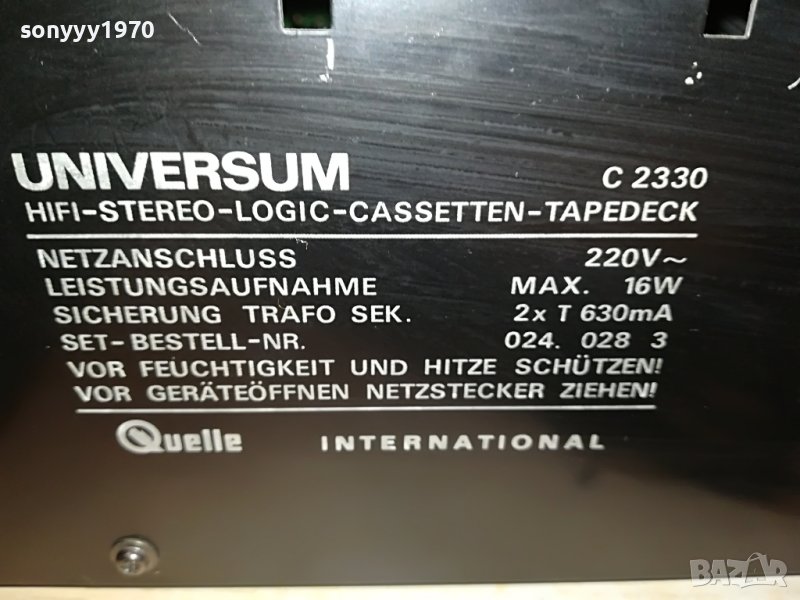 sonyyy1970
UNIVERSUM C 2330
HIFI-STEREO-LOGIC-CASSETTEN-TAPEDECK
NETZANSCHLUSS 220V~
LEISTUNGSAUFNAHME MAX. 16W
SICHERUNG TRAFO SEK. 2x T 630mA
SET-BESTELL-NR. 024. 028 3
VOR FEUCHTIGKEIT UND HITZE SCHÜTZEN!
VOR GERÄTEÖFFNEN NETZSTECKER ZIEHEN!
Quelle INTERNATIONAL
BAZAR